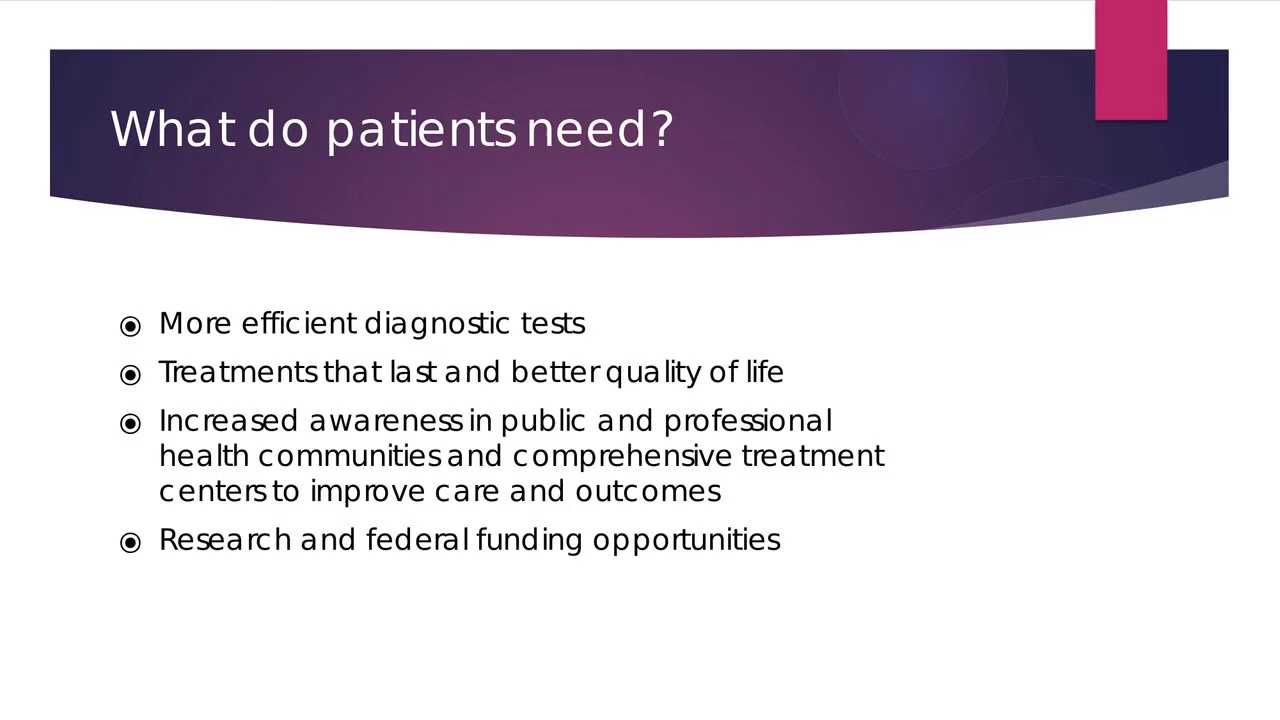 What do patients need?
More efficient diagnostic tests
Treatments that last and better quality of life
Increased awareness in public and professional
health communities and comprehensive treatment
centers to improve care and outcomes
Research and federal funding opportunities